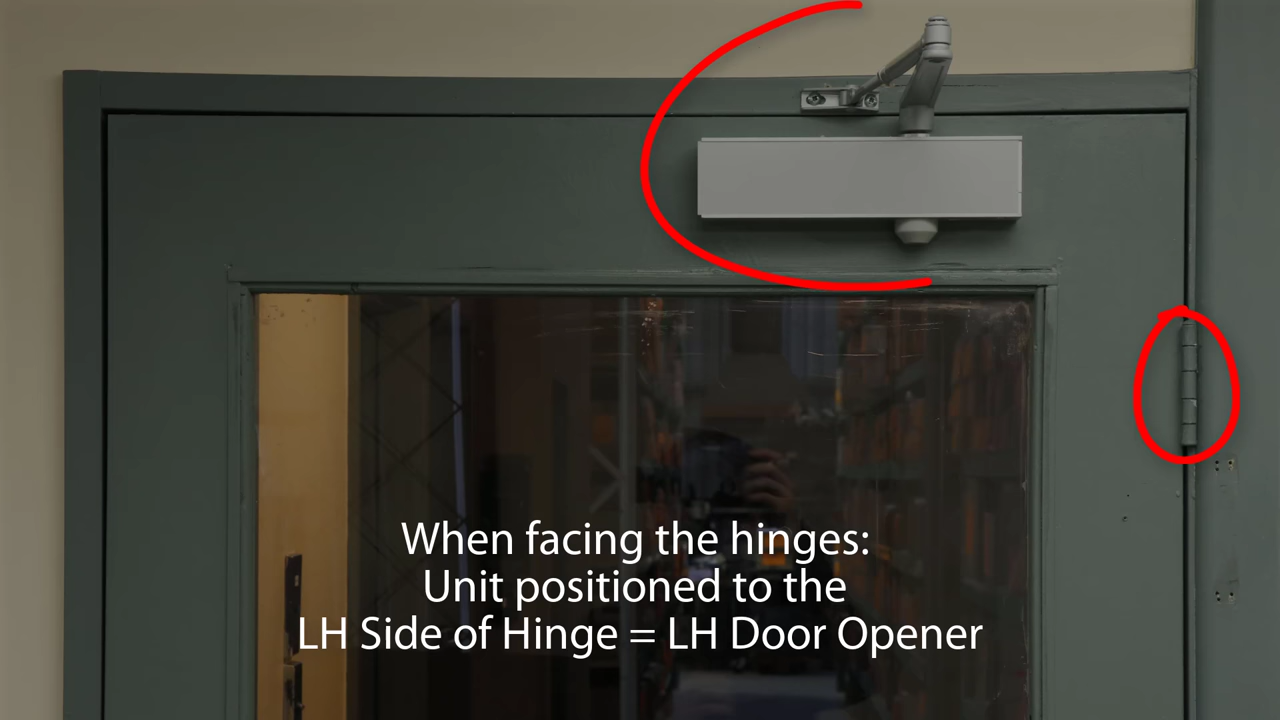 When facing the hinges:
Unit positioned to the
LH Side of Hinge = LH Door Opener